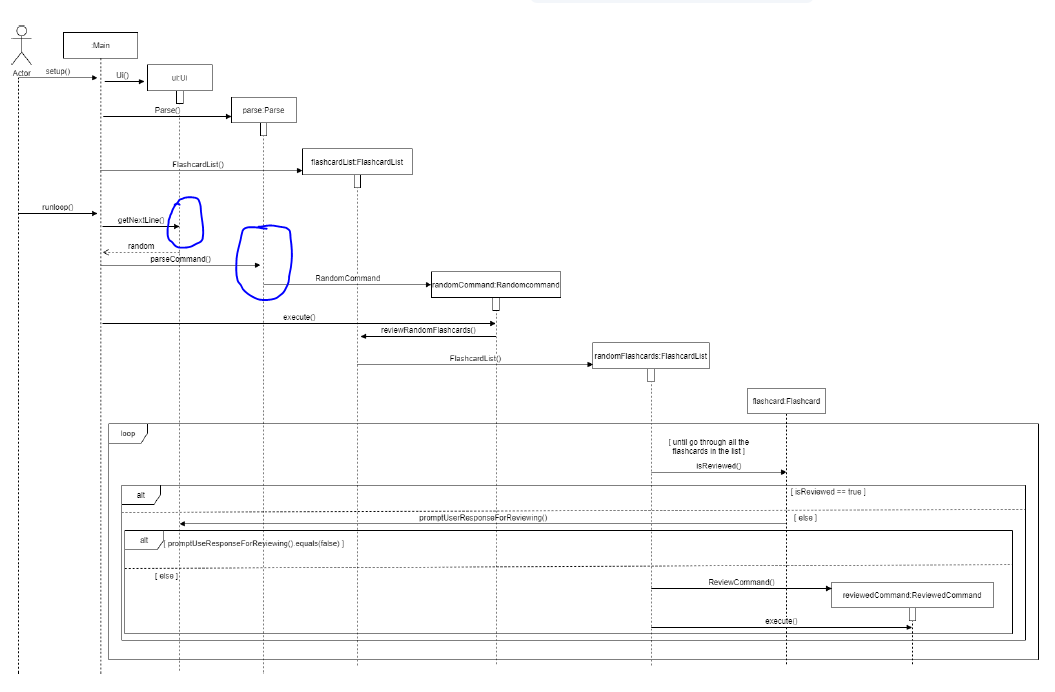 :Main
Actor
setup()
Ui()
ui:Ui
Parse()
parse:Parse
FlashcardList()
flashcardList:FlashcardList
runloop()
getNextLine()
random
parseCommand()
RandomCommand
randomCommand:Randomcommand
execute()
reviewRandomFlashcards()
FlashcardList()
randomFlashcards:FlashcardList
flashcard:Flashcard
loop
[ until go through all the
flashcards in the list ]
isReviewed()
alt
[ isReviewed == true ]
promptUserResponseForReviewing()
[ else ]
alt
[ promptUseResponseForReviewing().equals(false) ]
[ else ]
ReviewCommand()
reviewedCommand:ReviewedCommand
execute()